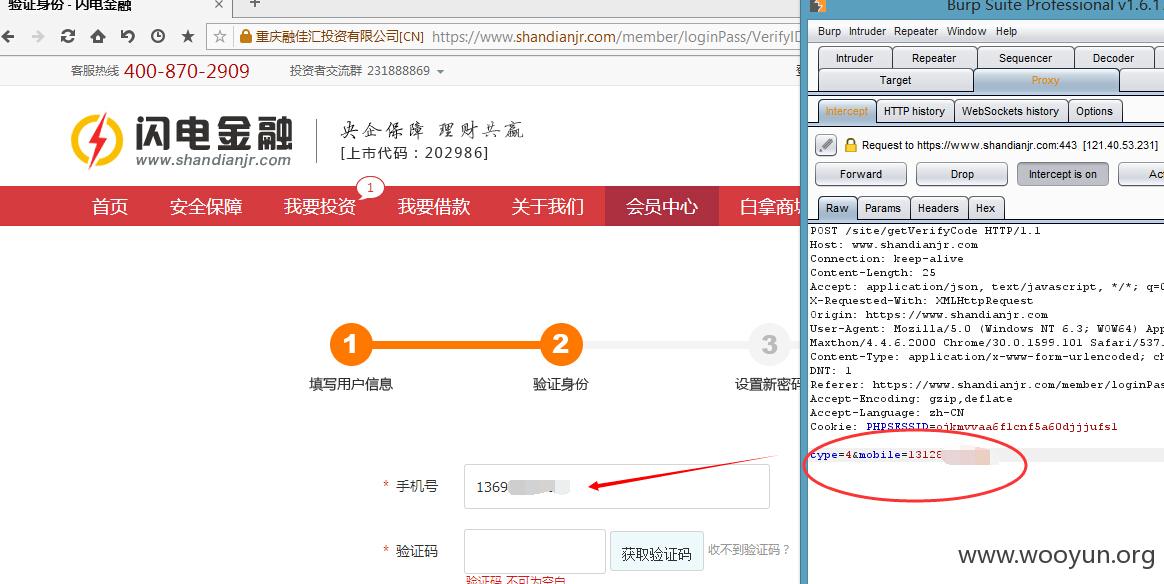 验证身份 - 闪电金融
重庆融佳汇投资有限公司[CN] https://www.shandianjr.com/member/loginPass/VerifyID
客服热线 400-870-2909 投资者交流群 231888869
闪电金融
www.shandianjr.com
央企保障 理财共赢
[上市代码：202986]
首页 安全保障 我要投资 1 我要借款 关于我们 会员中心 白拿商
1 2 3
填写用户信息 验证身份 设置新密码
* 手机号 1369
* 验证码 获取验证码 收不到验证码？
验证码 不可为空白
Burp Suite Professional v1.6.1
Burp Intruder Repeater Window Help
Intruder Repeater Sequencer Decoder
Target Proxy
Intercept HTTP history WebSockets history Options
Request to https://www.shandianjr.com:443 [121.40.53.231]
Forward Drop Intercept is on
Raw Params Headers Hex
POST /site/getVerifyCode HTTP/1.1
Host: www.shandianjr.com
Connection: keep-alive
Content-Length: 25
Accept: application/json, text/javascript, */*; q=0
X-Requested-With: XMLHttpRequest
Origin: https://www.shandianjr.com
User-Agent: Mozilla/5.0 (Windows NT 6.3; WOW64) App
Maxthon/4.4.6.2000 Chrome/30.0.1599.101 Safari/537.
Content-Type: application/x-www-form-urlencoded; ch
DNT: 1
Referer: https://www.shandianjr.com/member/loginPas
Accept-Encoding: gzip,deflate
Accept-Language: zh-CN
Cookie: PHPSESSID=ojkmvvaa6flcnf5a60djjjufs1
type=4&mobile=13128
www.wooyun.org